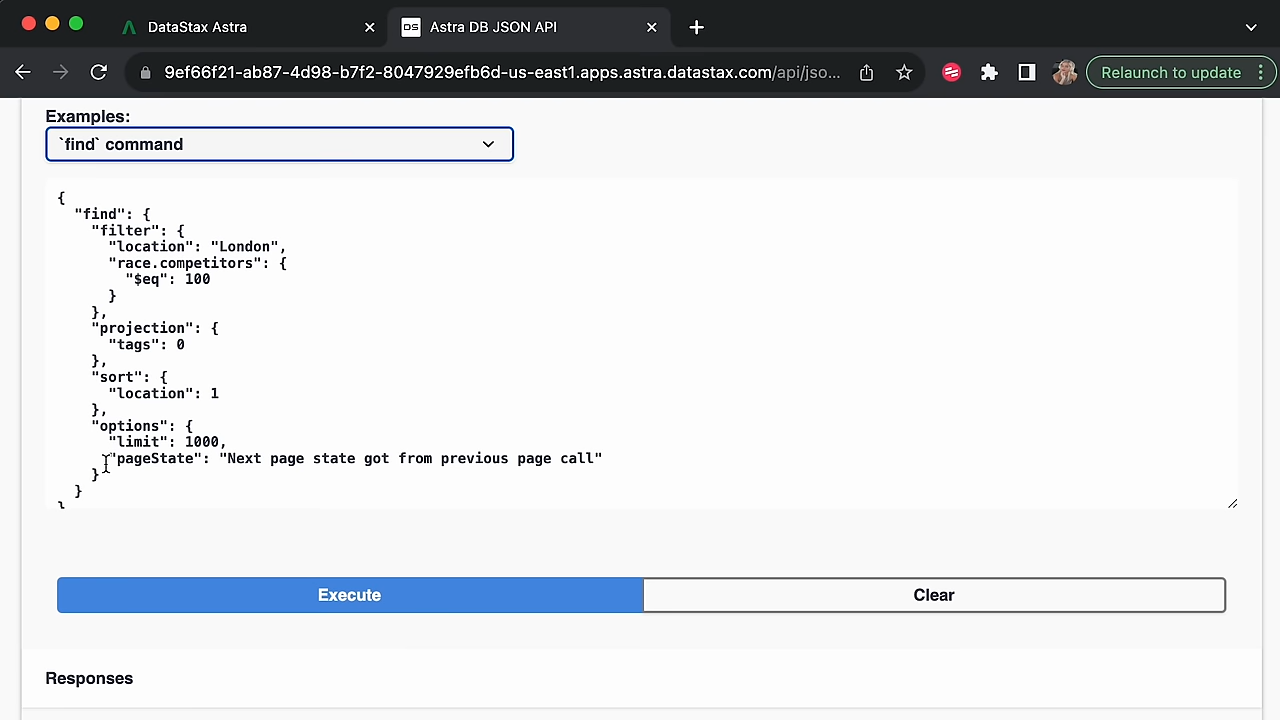 DataStax Astra
DS
Astra DB JSON API
9ef66f21-ab87-4d98-b7f2-8047929efb6d-us-east1.apps.astra.datastax.com/api/jso...
Relaunch to update
Examples:
`find` command
{
"find": {
"filter": {
"location": "London",
"race.competitors": {
"$eq": 100
}
},
"projection": {
"tags": 0
},
"sort": {
"location": 1
},
"options": {
"limit": 1000,
"pageState": "Next page state got from previous page call"
}
}
}
Execute
Clear
Responses